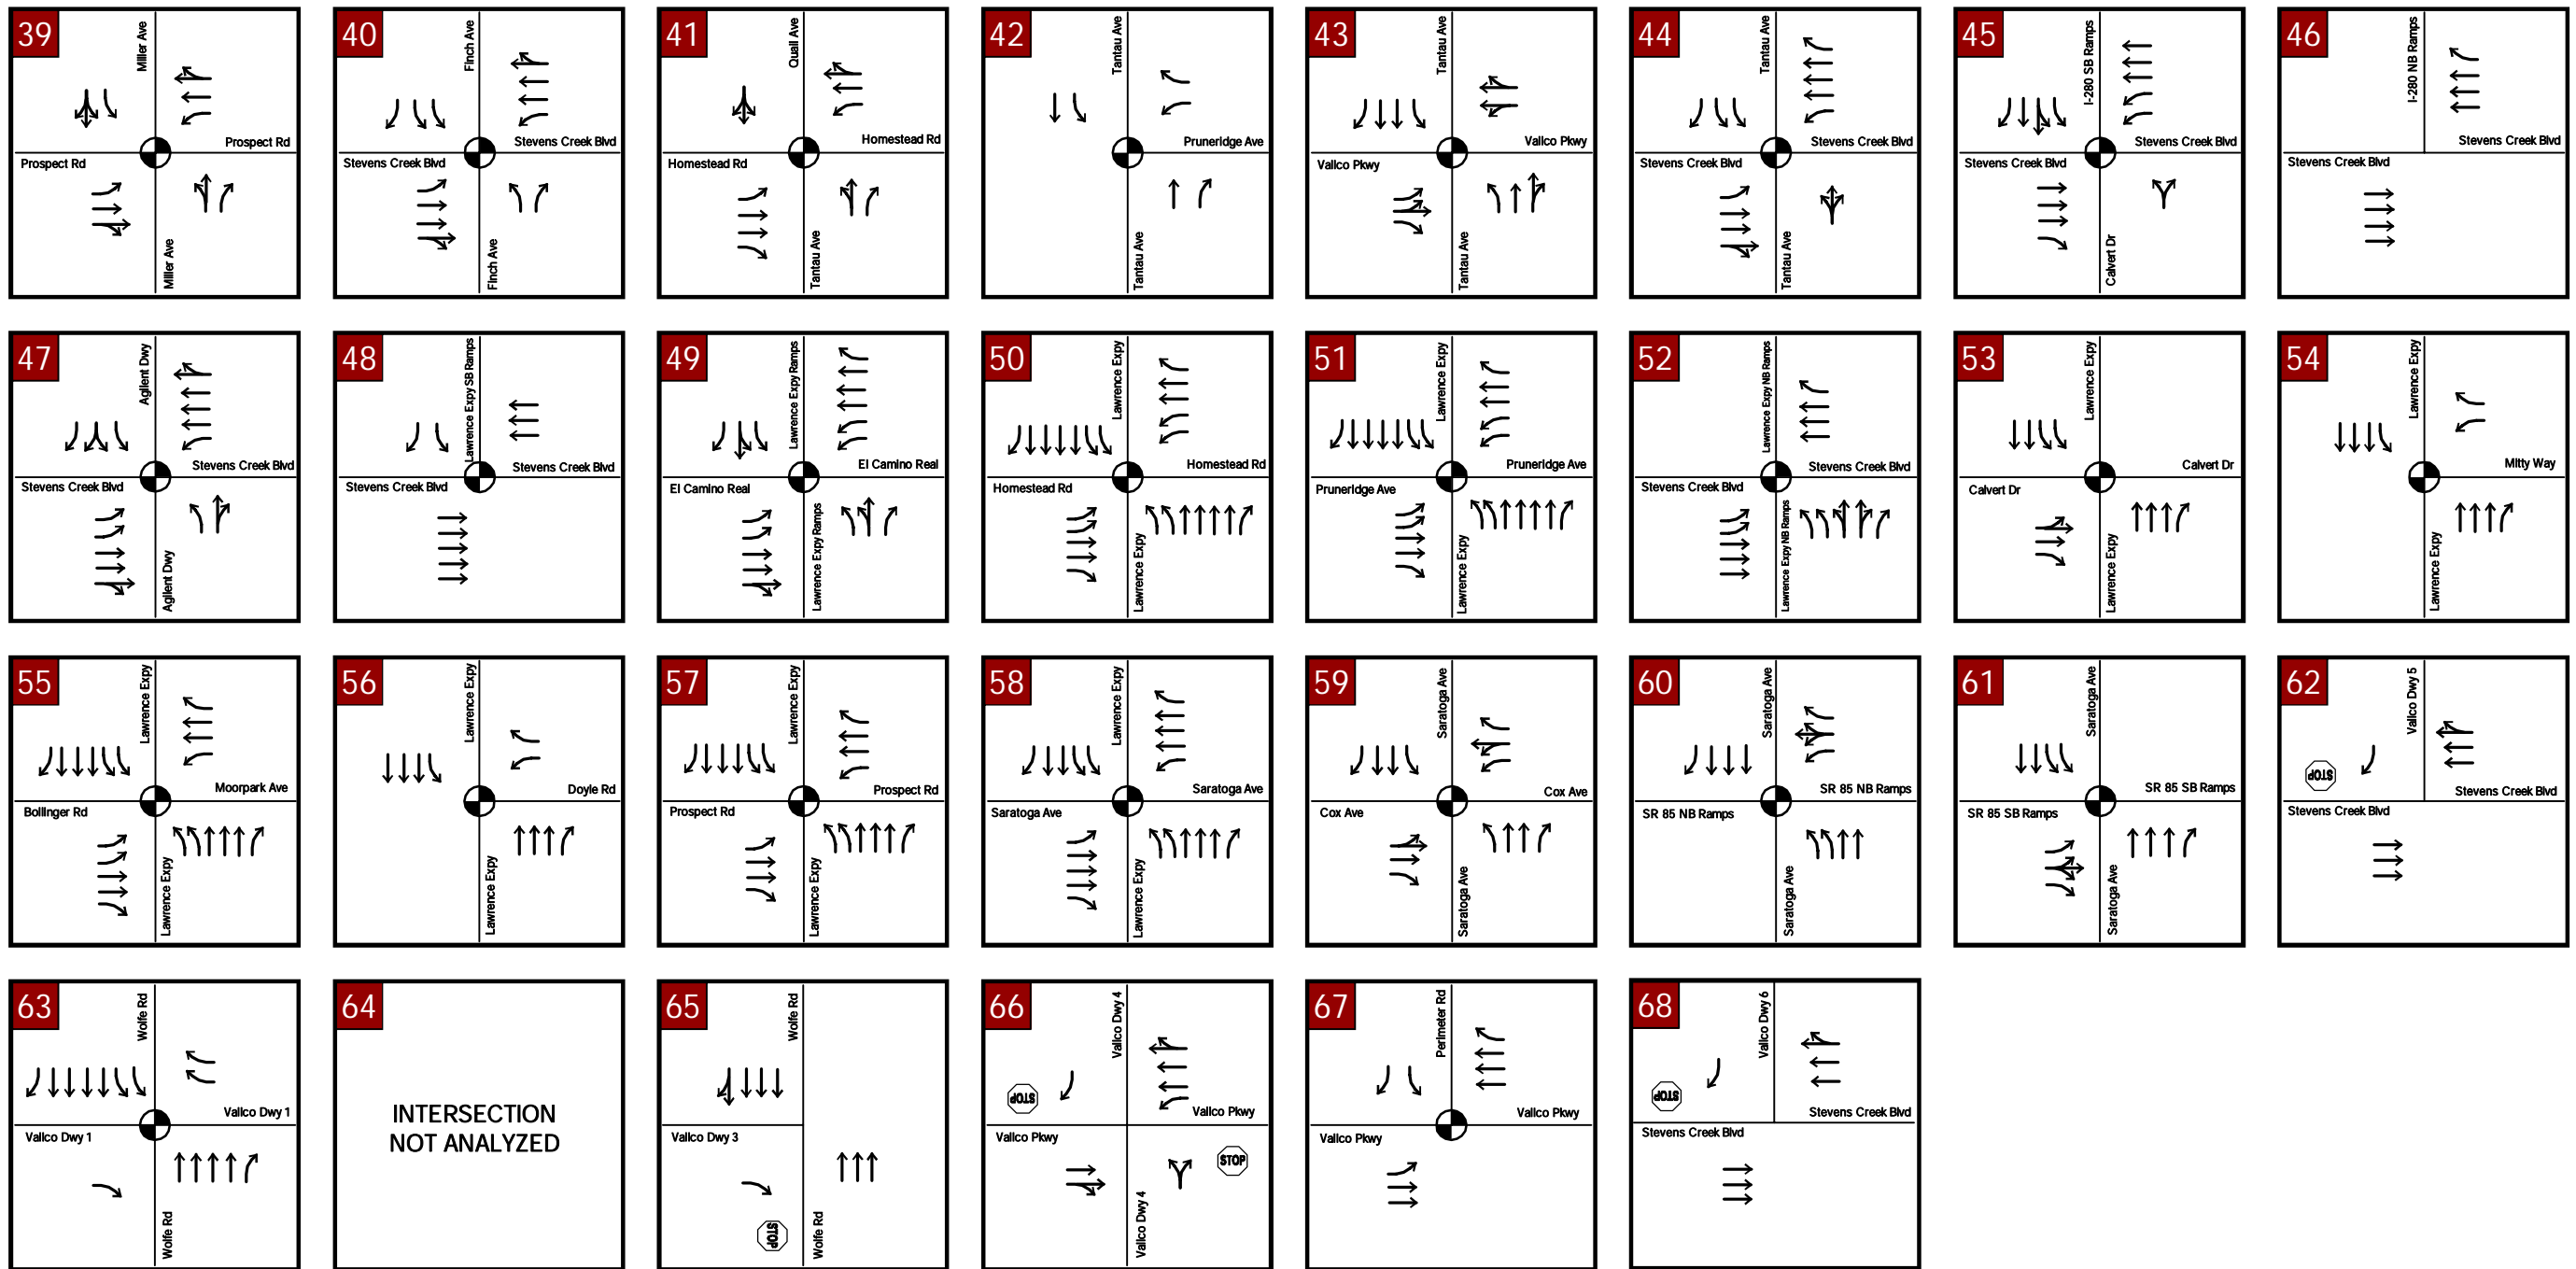 39
Miller Ave
Prospect Rd
Prospect Rd
Miller Ave
40
Finch Ave
Stevens Creek Blvd
Stevens Creek Blvd
Finch Ave
41
Quail Ave
Homestead Rd
Homestead Rd
Tantau Ave
42
Tantau Ave
Pruneridge Ave
Tantau Ave
43
Tantau Ave
Vallco Pkwy
Vallco Pkwy
Tantau Ave
44
Tantau Ave
Stevens Creek Blvd
Stevens Creek Blvd
Tantau Ave
45
I-280 SB Ramps
Stevens Creek Blvd
Stevens Creek Blvd
Calvert Dr
46
I-280 NB Ramps
Stevens Creek Blvd
Stevens Creek Blvd
47
Agilent Dwy
Stevens Creek Blvd
Stevens Creek Blvd
Agilent Dwy
48
Lawrence Expy SB Ramps
Stevens Creek Blvd
Stevens Creek Blvd
49
Lawrence Expy Ramps
El Camino Real
El Camino Real
Lawrence Expy Ramps
50
Lawrence Expy
Homestead Rd
Homestead Rd
Lawrence Expy
51
Lawrence Expy
Pruneridge Ave
Pruneridge Ave
Lawrence Expy
52
Lawrence Expy NB Ramps
Stevens Creek Blvd
Stevens Creek Blvd
Lawrence Expy NB Ramps
53
Lawrence Expy
Calvert Dr
Calvert Dr
Lawrence Expy
54
Lawrence Expy
Mitty Way
Lawrence Expy
55
Lawrence Expy
Moorpark Ave
Bollinger Rd
Lawrence Expy
56
Lawrence Expy
Doyle Rd
Lawrence Expy
57
Lawrence Expy
Prospect Rd
Prospect Rd
Lawrence Expy
58
Lawrence Expy
Saratoga Ave
Saratoga Ave
Lawrence Expy
59
Saratoga Ave
Cox Ave
Cox Ave
Saratoga Ave
60
Saratoga Ave
SR 85 NB Ramps
SR 85 NB Ramps
Saratoga Ave
61
Saratoga Ave
SR 85 SB Ramps
SR 85 SB Ramps
Saratoga Ave
62
Vallco Dwy 5
STOP
Stevens Creek Blvd
Stevens Creek Blvd
63
Wolfe Rd
Vallco Dwy 1
Vallco Dwy 1
Wolfe Rd
64
INTERSECTION
NOT ANALYZED
65
Wolfe Rd
Vallco Dwy 3
STOP
Wolfe Rd
66
Vallco Dwy 4
STOP
Vallco Pkwy
Vallco Pkwy
STOP
Vallco Dwy 4
67
Perimeter Rd
Vallco Pkwy
Vallco Pkwy
68
Vallco Dwy 6
STOP
Stevens Creek Blvd
Stevens Creek Blvd